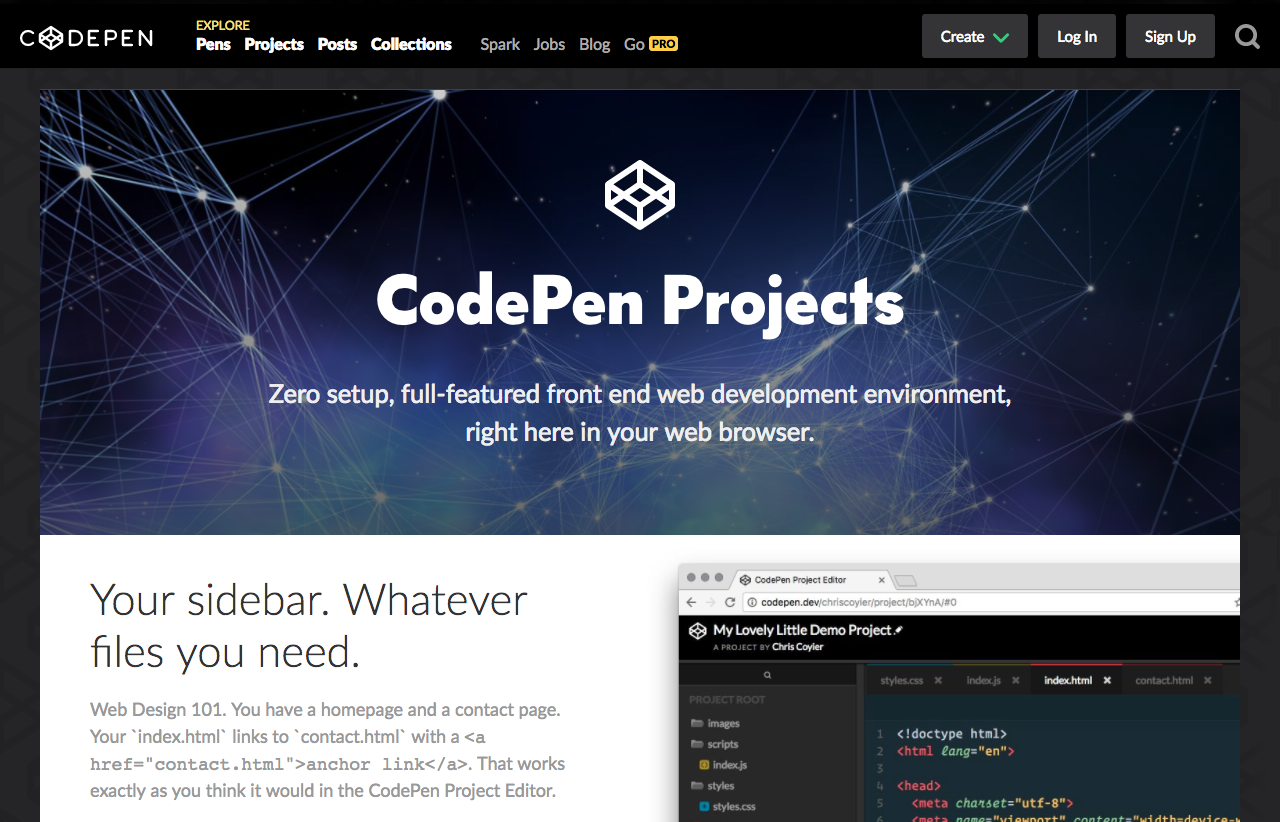 CODEPEN
EXPLORE
Pens Projects Posts Collections Spark Jobs Blog Go PRO
Create Log In Sign Up
CodePen Projects
Zero setup, full-featured front end web development environment,
right here in your web browser.
Your sidebar. Whatever
files you need.
Web Design 101. You have a homepage and a contact page.
Your `index.html` links to `contact.html` with a <a
href="contact.html">anchor link</a>. That works
exactly as you think it would in the CodePen Project Editor.
CodePen Project Editor
codepen.dev/chriscoyier/project/bjXYnA/#0
My Lovely Little Demo Project
A PROJECT BY Chris Coyier
styles.css index.js index.html contact.html
PROJECT ROOT
images
scripts
index.js
styles
styles.css
1 <!doctype html>
2 <html lang="en">
3
4 <head>
5 <meta charset="utf-8">
6 <meta name="viewport" content="width=device-w